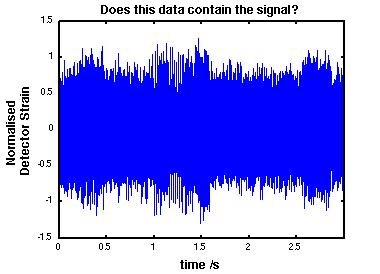 Does this data contain the signal?
Normalised
Detector Strain
1.5
1
0.5
0
-0.5
-1
-1.5
0 0.5 1 1.5 2 2.5
time /s